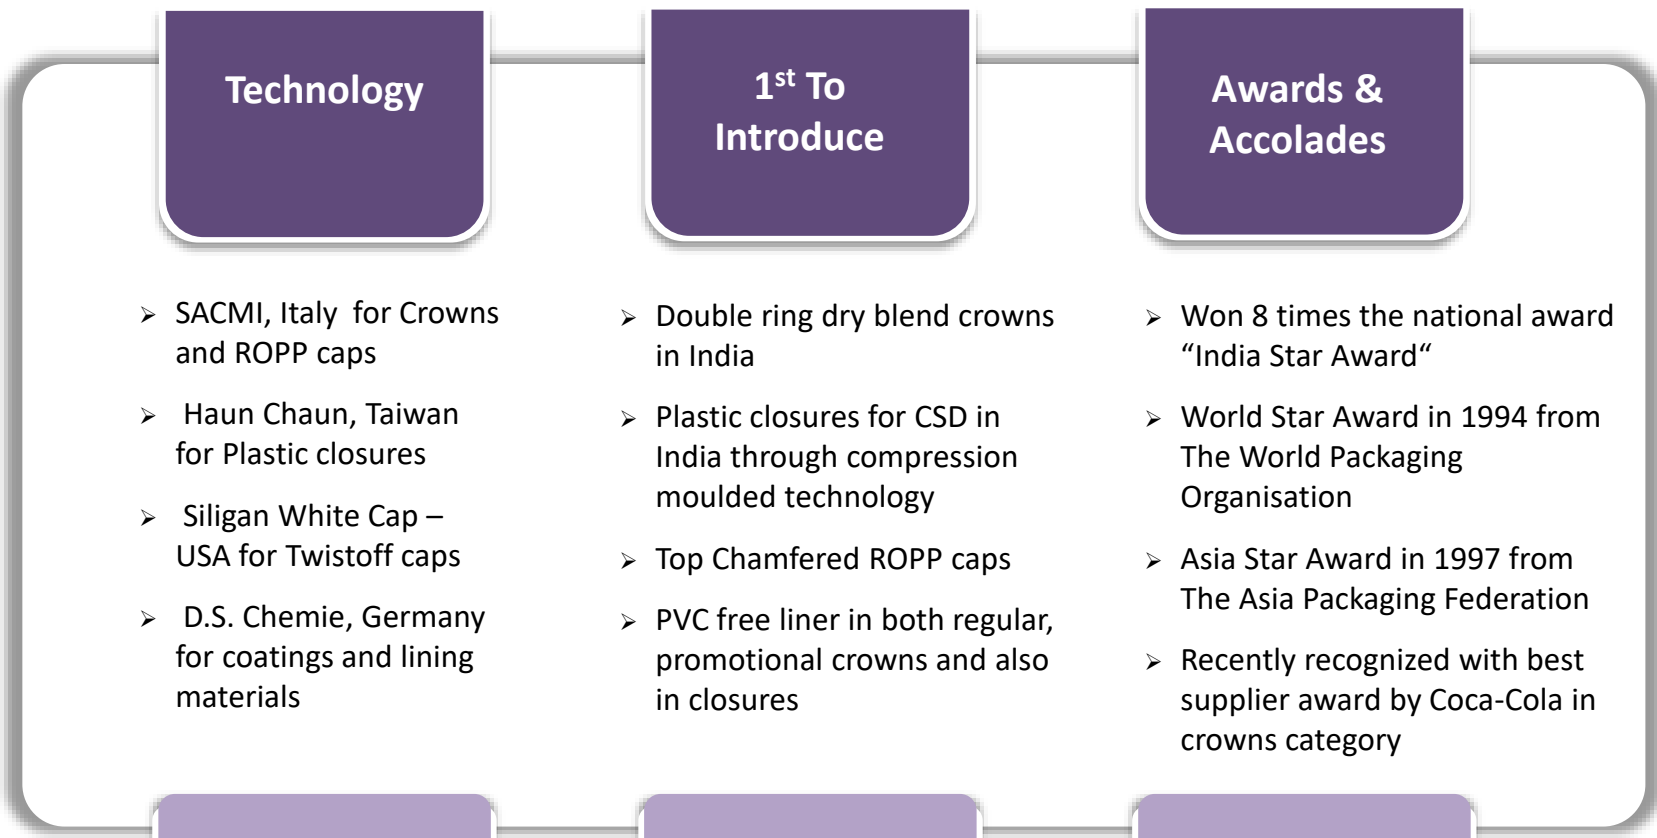 Technology
➢ SACMI, Italy for Crowns
and ROPP caps
➢ Haun Chaun, Taiwan
for Plastic closures
➢ Siligan White Cap –
USA for Twistoff caps
➢ D.S. Chemie, Germany
for coatings and lining
materials
1st To
Introduce
➢ Double ring dry blend crowns
in India
➢ Plastic closures for CSD in
India through compression
moulded technology
➢ Top Chamfered ROPP caps
➢ PVC free liner in both regular,
promotional crowns and also
in closures
Awards &
Accolades
➢ Won 8 times the national award
“India Star Award“
➢ World Star Award in 1994 from
The World Packaging
Organisation
➢ Asia Star Award in 1997 from
The Asia Packaging Federation
➢ Recently recognized with best
supplier award by Coca-Cola in
crowns category